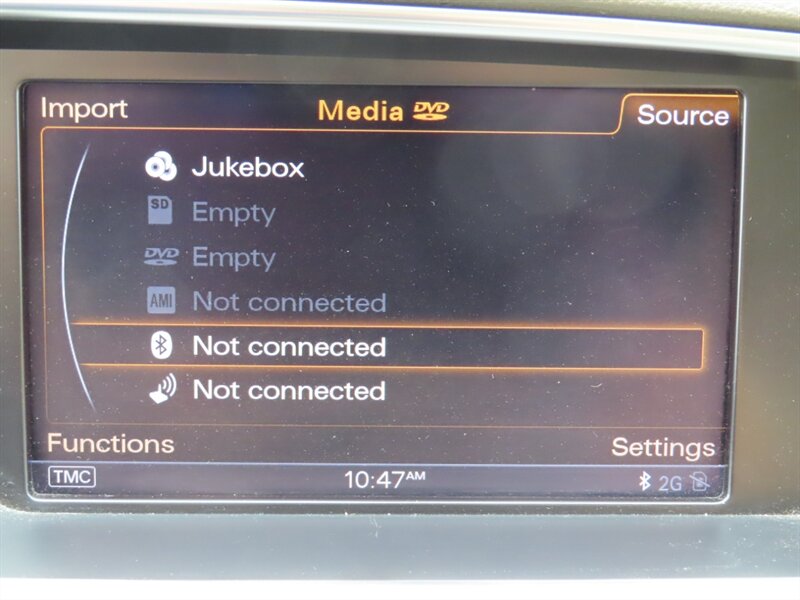 Import Media DVD Source
Jukebox
SD Empty
DVD Empty
AMI Not connected
Not connected
Not connected
Functions Settings
TMC 10:47AM 2G